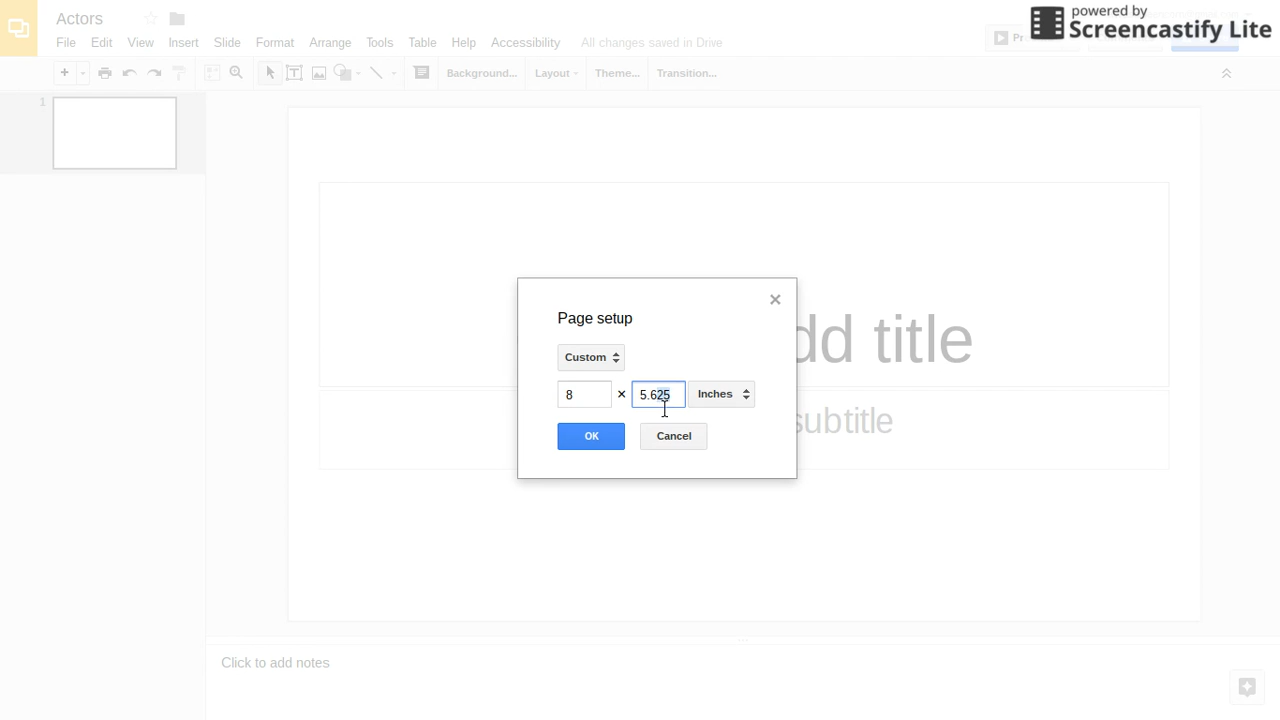 Actors
powered by
Screencastify Lite
File Edit View Insert Slide Format Arrange Tools Table Help Accessibility All changes saved in Drive
Background... Layout Theme... Transition...
1
dd title
subtitle
Page setup
Custom
8 × 5.625 Inches
OK Cancel
Click to add notes